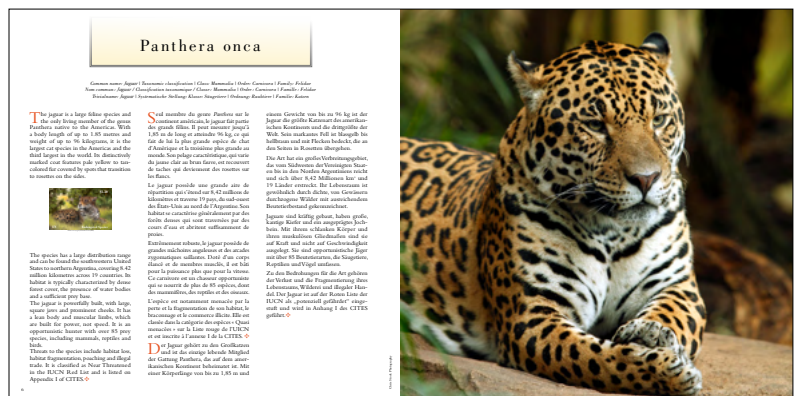 Panthera onca
Comman name: Jaguar | Taxonomic classification | Class: Mammalia | Order: Carnivora | Family: Felidae
Nom commun: Jaguar / Classification taxonomique / Classe: Mammalia / Ordre: Carnivora / Famille: Felidae
Trivialname: Jaguar | Systematische Stellung: Klasse: Säugetiere | Ordnung: Raubtiere | Familie: Katzen
The jaguar is a large feline species and
the only living member of the genus
Panthera native to the Americas. With
a body length of up to 1.85 metres and
weight of up to 96 kilograms, it is the
largest cat species in the Americas and the
third largest in the world. Its distinctively
marked coat features pale yellow to tan-
colored fur covered by spots that transition
to rosettes on the sides.
The species has a large distribution range
and can be found the southwestern United
States to northern Argentina, covering 8.42
million kilometres across 19 countries. Its
habitat is typically characterized by dense
forest cover, the presence of water bodies
and a sufficient prey base.
The jaguar is powerfully built, with large,
square jaws and prominent cheeks. It has
a lean body and muscular limbs, which
are built for power, not speed. It is an
opportunistic hunter with over 85 prey
species, including mammals, reptiles and
birds.
Threats to the species include habitat loss,
habitat fragmentation, poaching and illegal
trade. It is classified as Near Threatened
in the IUCN Red List and is listed on
Appendix I of CITES.
Seul membre du genre Panthera sur le
continent américain, le jaguar fait partie
des grands félins. Il peut mesurer jusqu'à
1,85 m de long et atteindre 96 kg, ce qui
fait de lui la plus grande espèce de chat
d'Amérique et la troisième plus grande au
monde. Son pelage caractéristique, qui varie
du jaune clair au brun fauve, est recouvert
de taches qui deviennent des rosettes sur
les flancs.
Le jaguar possède une grande aire de
répartition qui s'étend sur 8,42 millions de
kilomètres et traverse 19 pays, du sud-ouest
des États-Unis au nord de l'Argentine. Son
habitat se caractérise généralement par des
forêts denses qui sont traversées par des
cours d'eau et abritent suffisamment de
proies.
Extrêmement robuste, le jaguar possède de
grandes mâchoires anguleuses et des arcades
zygomatiques saillantes. Doté d'un corps
élancé et de membres musclés, il est bâti
pour la puissance plus que pour la vitesse.
Ce carnivore est un chasseur opportuniste
qui se nourrit de plus de 85 espèces, dont
des mammifères, des reptiles et des oiseaux.
L'espèce est notamment menacée par la
perte et la fragmentation de son habitat, le
braconnage et le commerce illicite. Elle est
classée dans la catégorie des espèces « Quasi
menacées » sur la Liste rouge de l'UICN
et est inscrite à l'annexe I de la CITES.
Der Jaguar gehört zu den Großkatzen
und ist das einzige lebende Mitglied
der Gattung Panthera, das auf dem amer-
ikanischen Kontinent beheimatet ist. Mit
einer Körperlänge von bis zu 1,85 m und
einem Gewicht von bis zu 96 kg ist der
Jaguar die größte Katzenart des amerikan-
ischen Kontinents und die drittgrößte der
Welt. Sein markantes Fell ist blassgelb bis
hellbraun und mit Flecken bedeckt, die an
den Seiten in Rosetten übergehen.
Die Art hat ein großes Verbreitungsgebiet,
das vom Südwesten der Vereinigten Staat-
en bis in den Norden Argentiniens reicht
und sich über 8,42 Millionen km² und
19 Länder erstreckt. Ihr Lebensraum ist
gewöhnlich durch dichte, von Gewässern
durchzogene Wälder mit ausreichendem
Beutetierbestand gekennzeichnet.
Jaguare sind kräftig gebaut, haben große,
kantige Kiefer und ein ausgeprägtes Joch-
bein. Mit ihrem schlanken Körper und
ihren muskulösen Gliedmaßen sind sie
auf Kraft und nicht auf Geschwindigkeit
ausgelegt. Sie sind opportunistische Jäger
mit über 85 Beutetierarten, die Säugetiere,
Reptilien und Vögel umfassen.
Zu den Bedrohungen für die Art gehören
der Verlust und die Fragmentierung ihres
Lebensraums, Wilderei und illegaler Han-
del. Der Jaguar ist auf der Roten Liste der
IUCN als „potenziell gefährdet" einge-
stuft und wird in Anhang I des CITES
geführt.